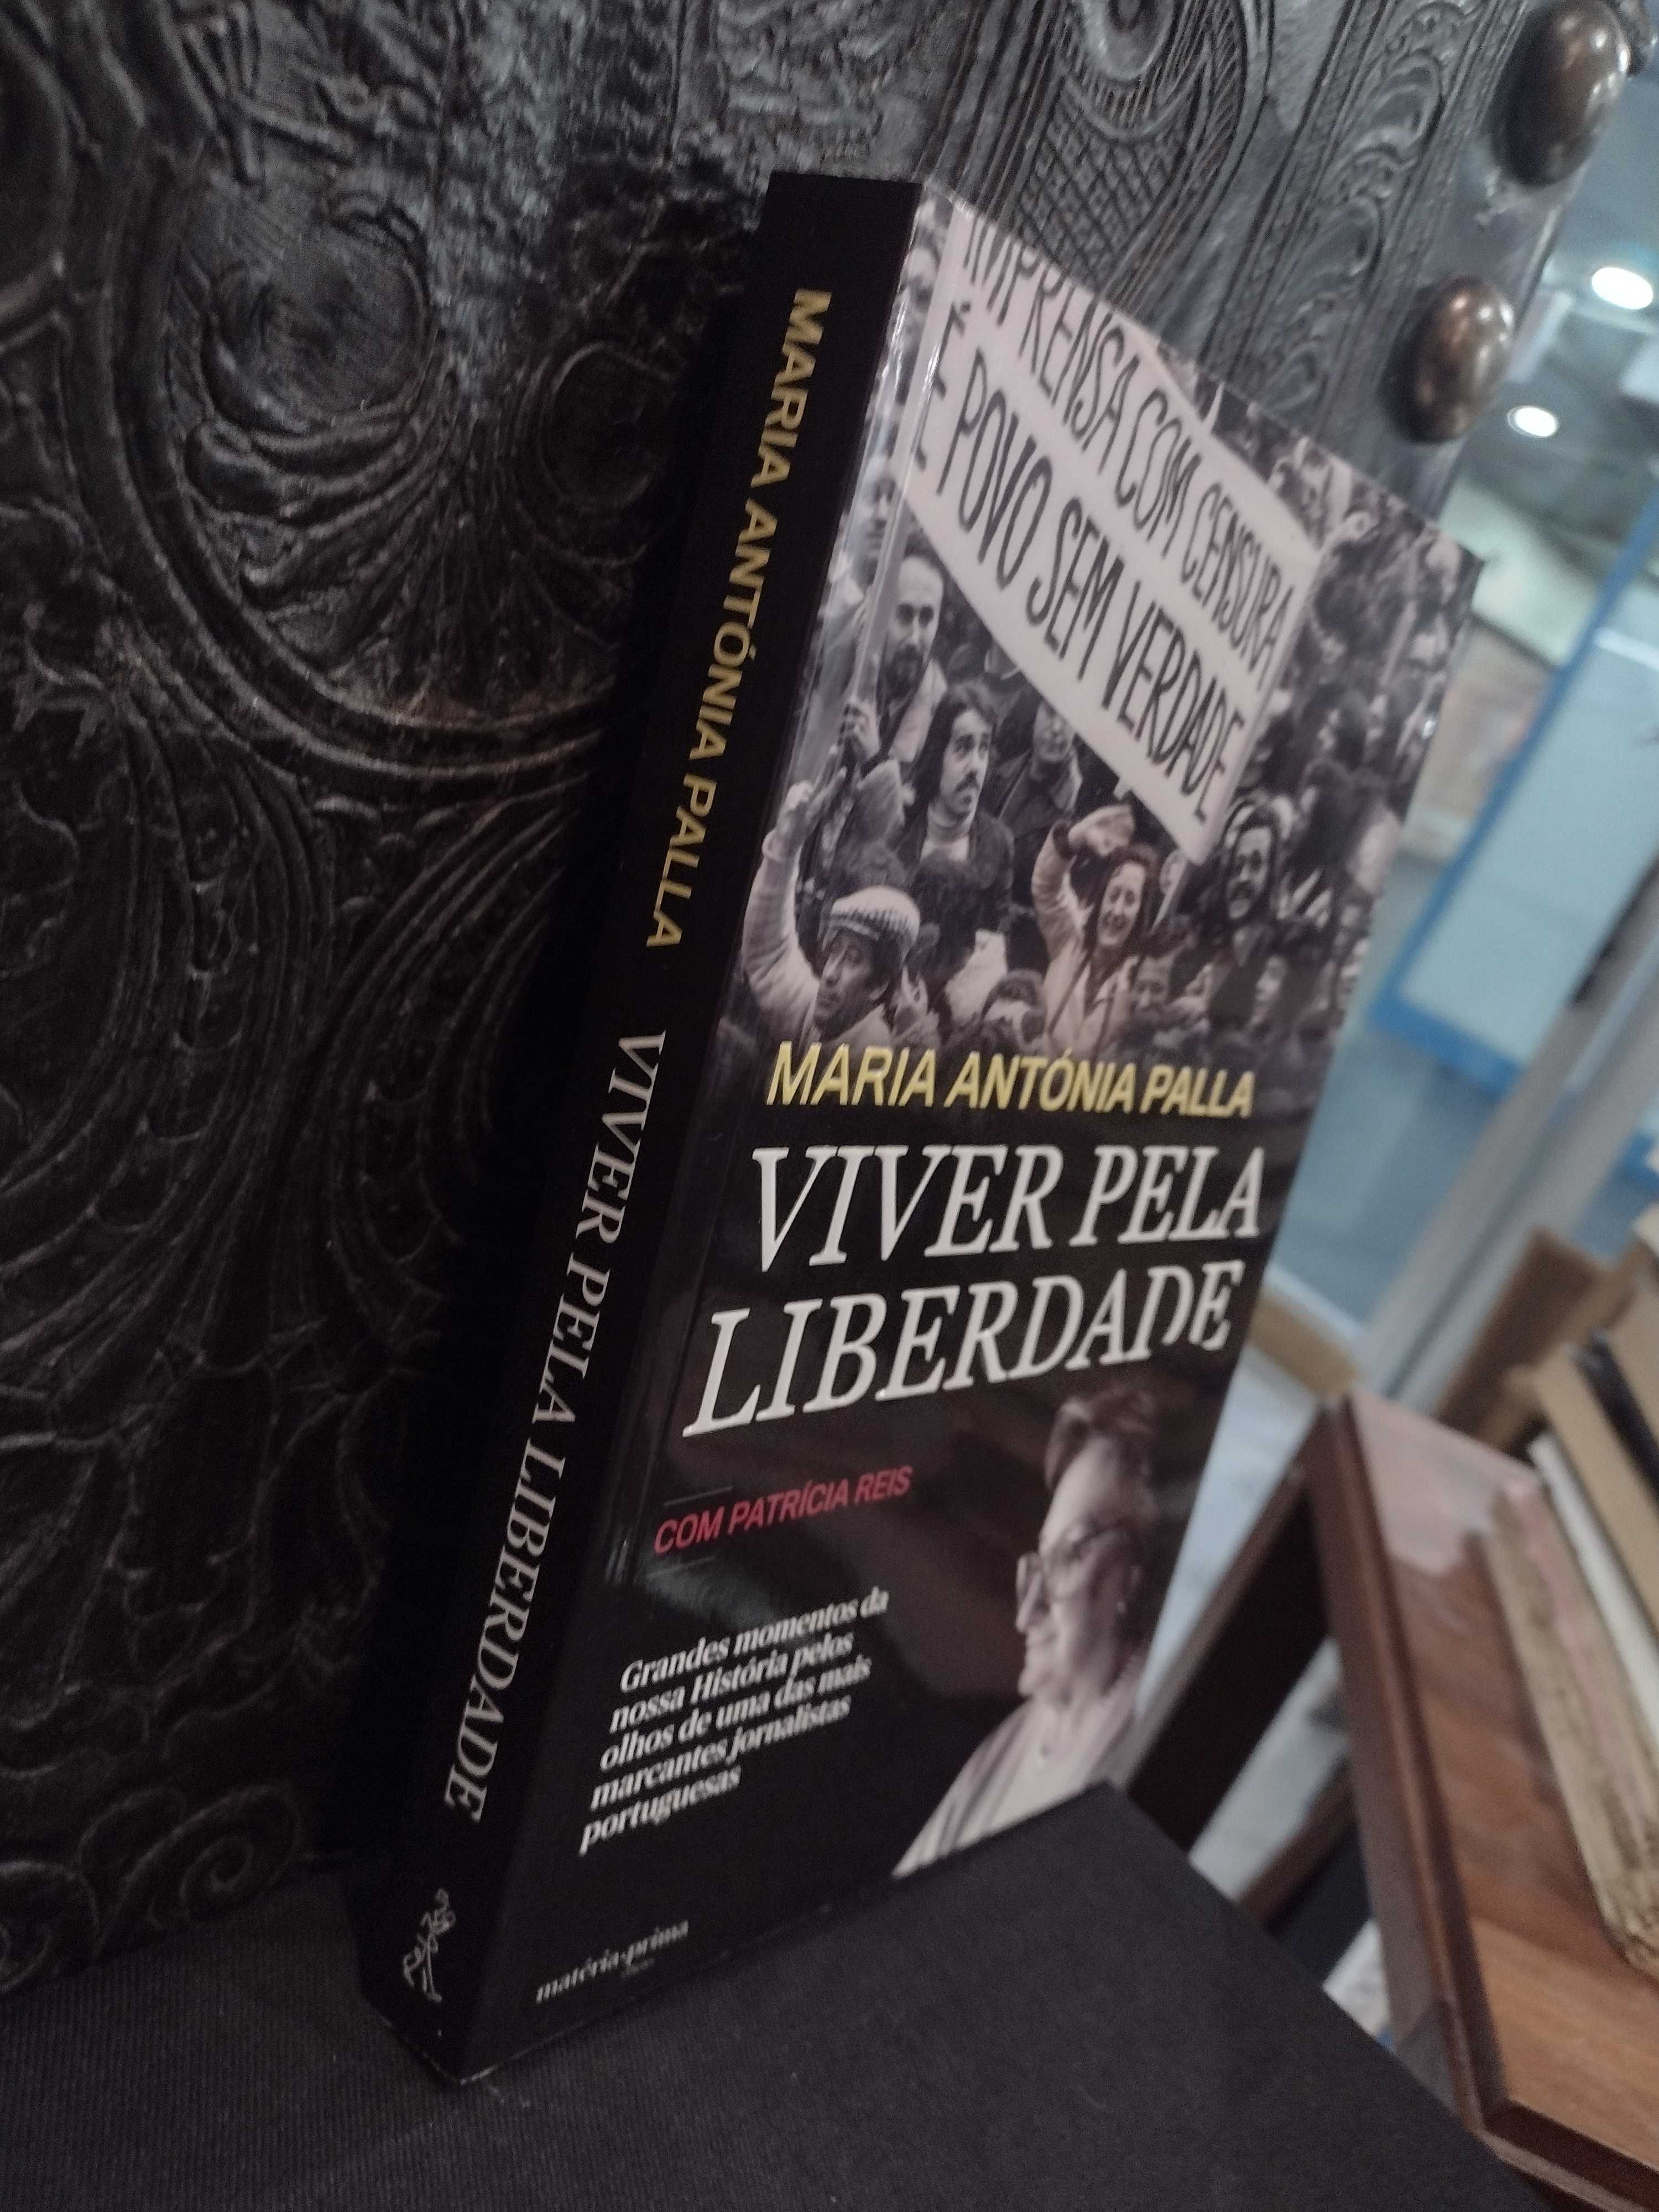 MARIA ANTÓNIA PALLA VIVER PELA LIBERDADE
IMPRENSA COM CENSURA
É POVO SEM VERDADE
MARIA ANTÓNIA PALLA
VIVER PELA
LIBERDADE
COM PATRÍCIA REIS
Grandes momentos da
nossa História pelos
olhos de uma das mais
marcantes jornalistas
portuguesas
matéria-prima